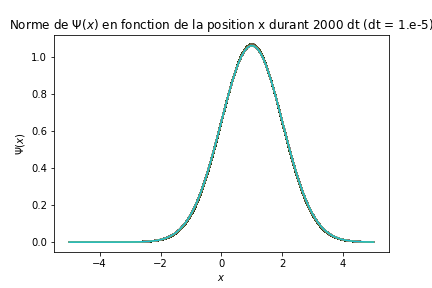 Norme de Ψ(x) en fonction de la position x durant 2000 dt (dt = 1.e-5)
1.0
0.8
0.6
0.4
0.2
0.0
Ψ(x)
−4 −2 0 2 4
x